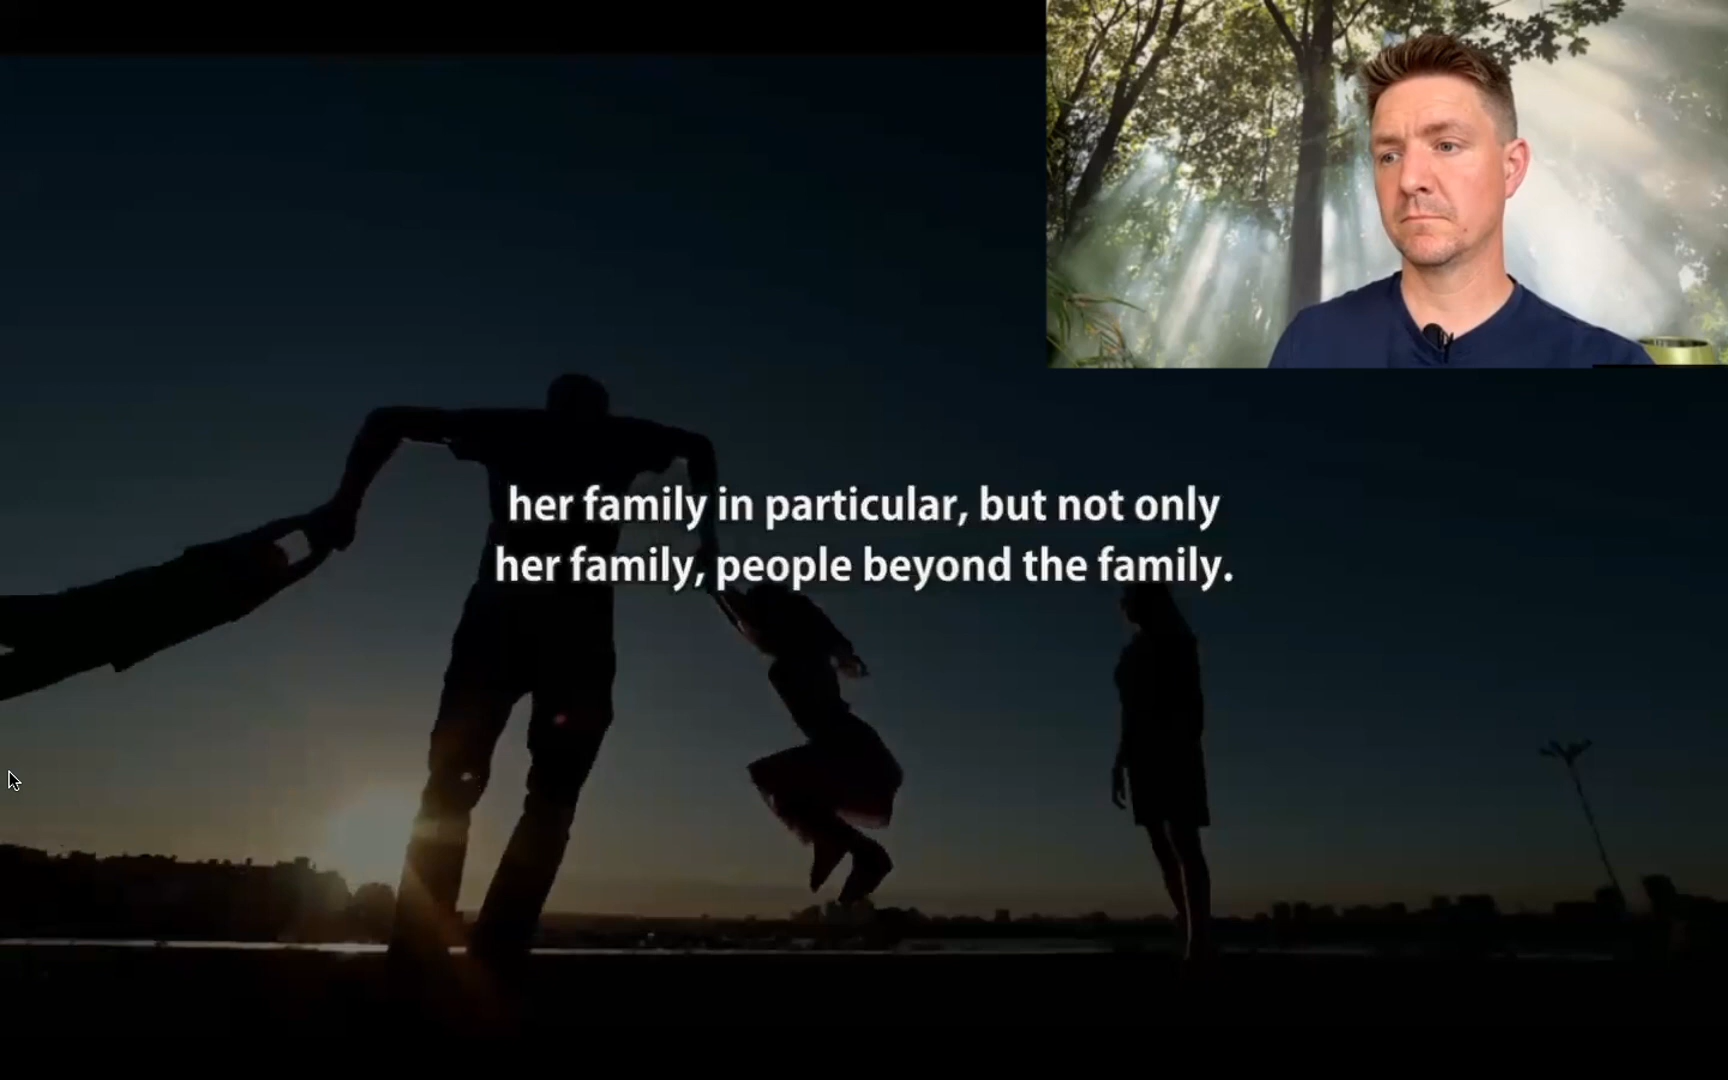 her family in particular, but not only
her family, people beyond the family.